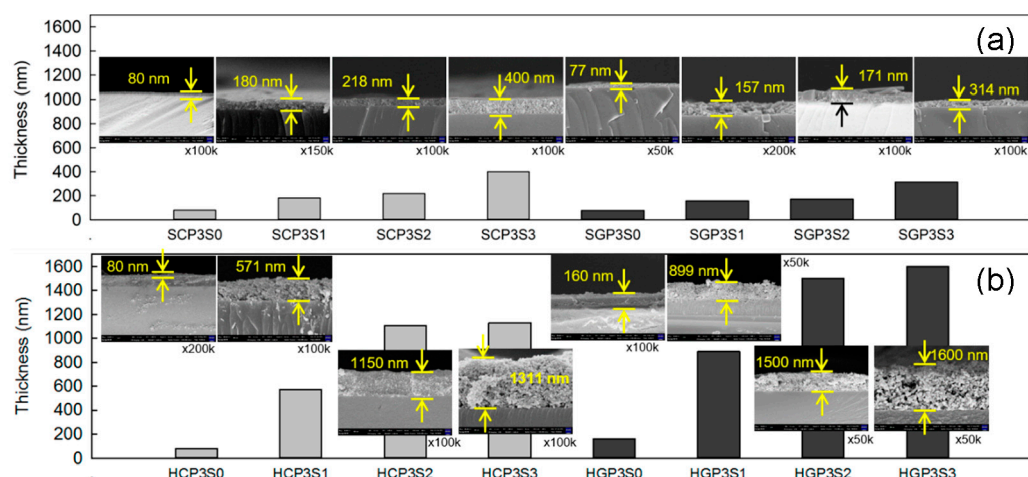 (a)
Thickness (nm)
1600
1400
1200
1000
800
600
400
200
0
80 nm
180 nm
218 nm
400 nm
77 nm
157 nm
171 nm
314 nm
x100k
x150k
x100k
x100k
x50k
x200k
x100k
x100k
SCP3S0
SCP3S1
SCP3S2
SCP3S3
SGP3S0
SGP3S1
SGP3S2
SGP3S3
(b)
Thickness (nm)
1600
1400
1200
1000
800
600
400
200
0
80 nm
571 nm
160 nm
899 nm
x50k
x200k
x100k
x100k
x100k
1150 nm
1311 nm
1500 nm
1600 nm
x100k
x100k
x50k
x50k
HCP3S0
HCP3S1
HCP3S2
HCP3S3
HGP3S0
HGP3S1
HGP3S2
HGP3S3